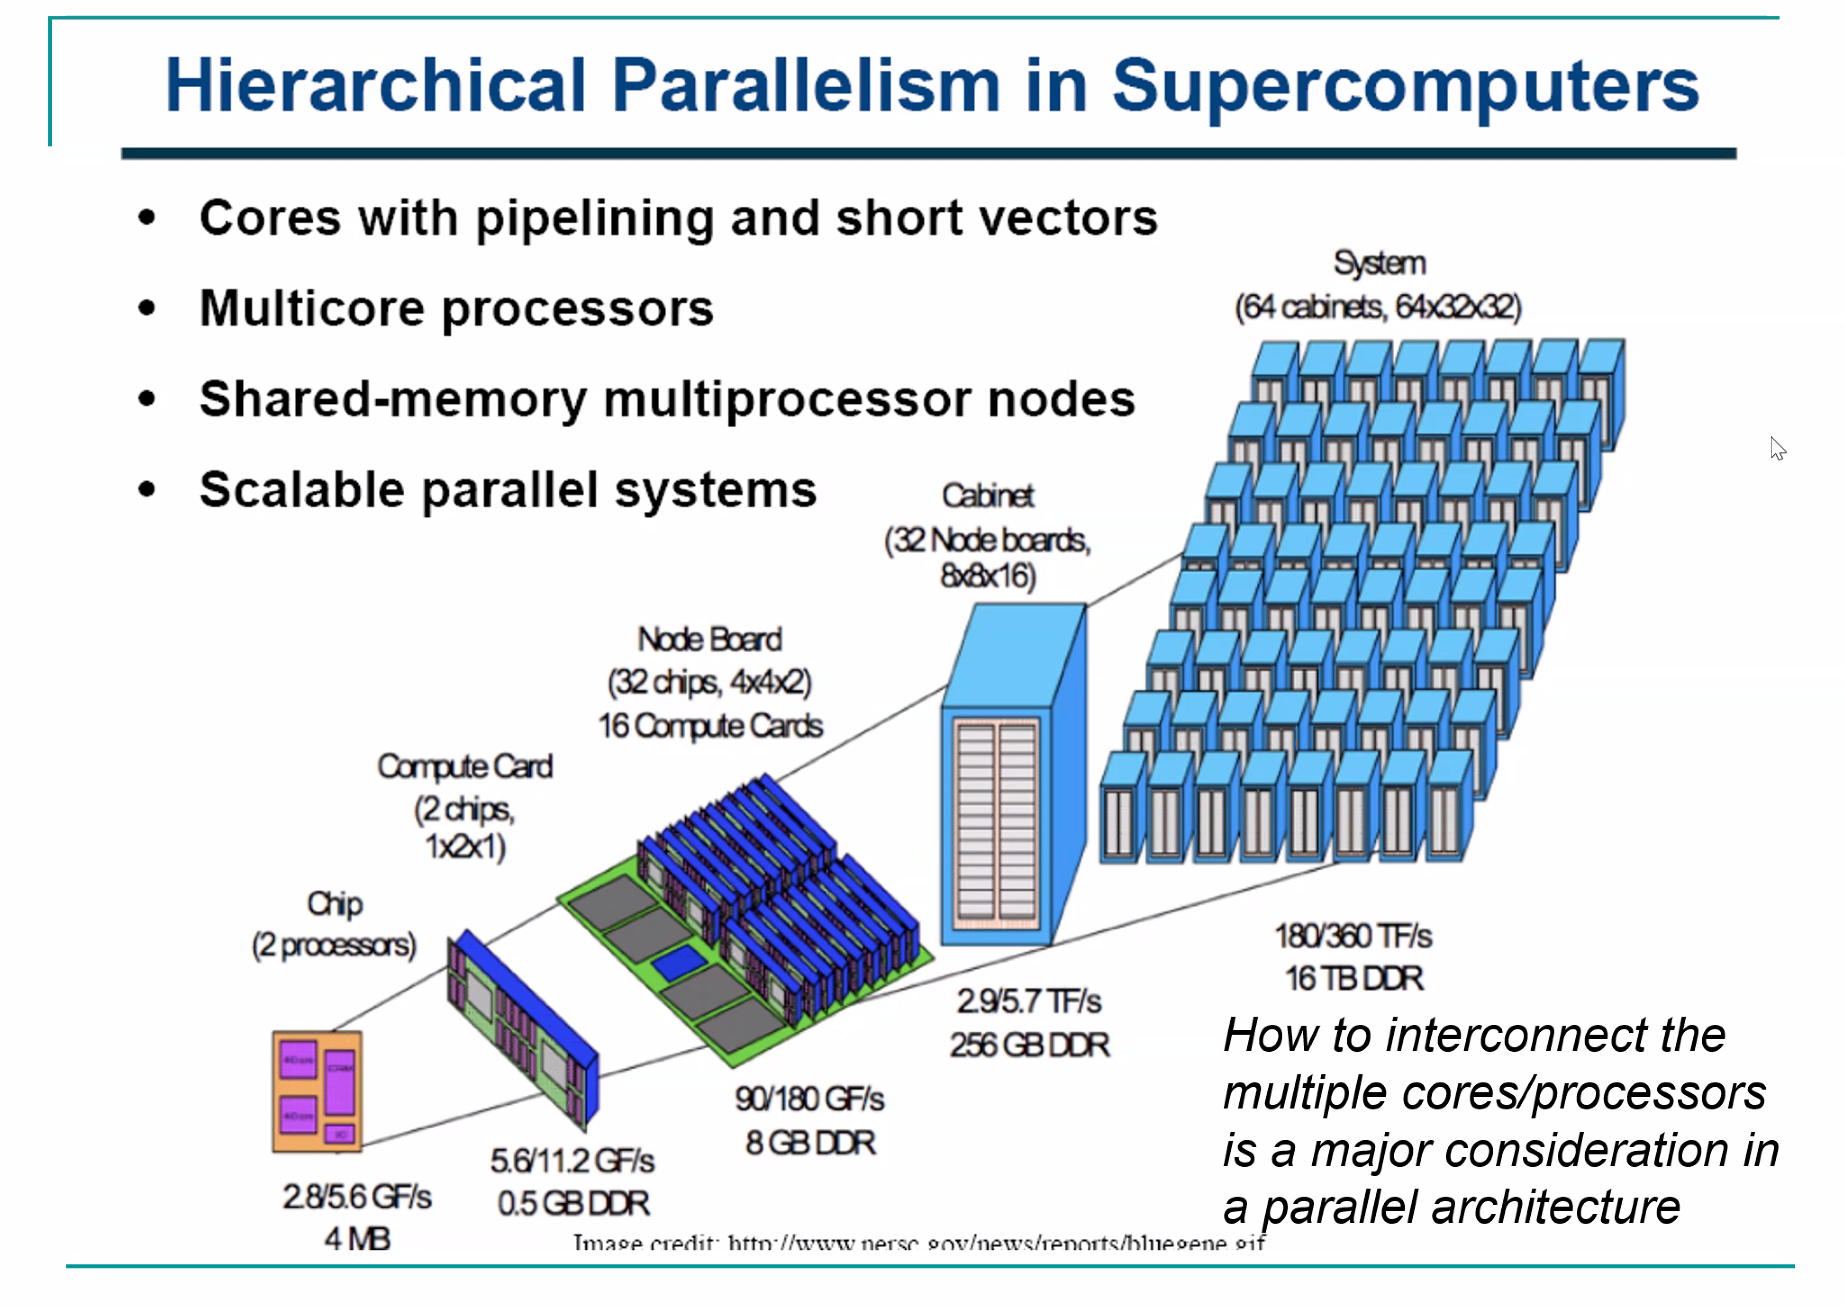 Hierarchical Parallelism in Supercomputers
• Cores with pipelining and short vectors
• Multicore processors
• Shared-memory multiprocessor nodes
• Scalable parallel systems
System
(64 cabinets, 64x32x32)
Cabinet
(32 Node boards,
8x8x16)
Node Board
(32 chips, 4x4x2)
16 Compute Cards
Compute Card
(2 chips,
1x2x1)
Chip
(2 processors)
2.8/5.6 GF/s
4 MB
5.6/11.2 GF/s
0.5 GB DDR
90/180 GF/s
8 GB DDR
2.9/5.7 TF/s
256 GB DDR
180/360 TF/s
16 TB DDR
How to interconnect the
multiple cores/processors
is a major consideration in
a parallel architecture
Image credit: http://www.nersc.gov/news/reports/bluegene.gif